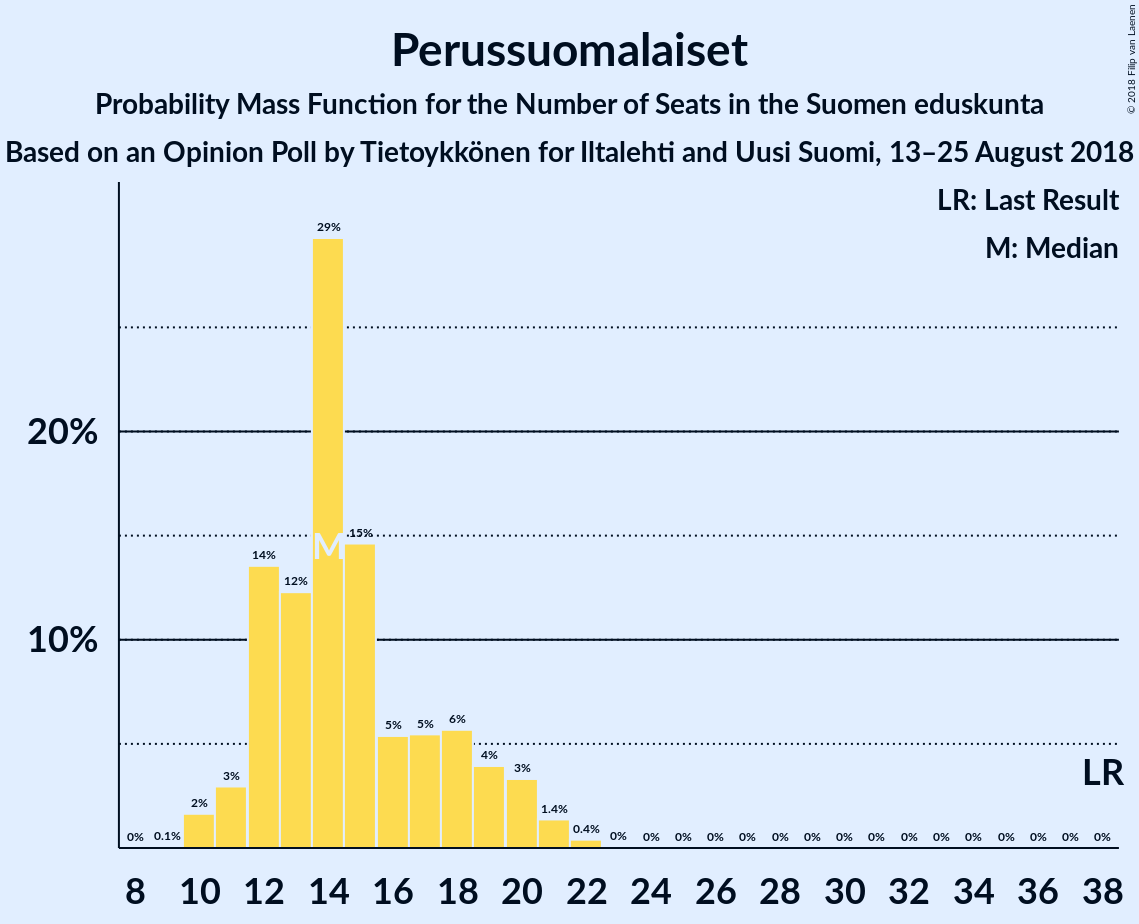 Perussuomalaiset
Probability Mass Function for the Number of Seats in the Suomen eduskunta
Based on an Opinion Poll by Tietoykkönen for Iltalehti and Uusi Suomi, 13–25 August 2018
© 2018 Filip van Laenen
LR: Last Result
M: Median
29%
20%
M
15%
14%
12%
10%
5% 5% 6%
4%
LR
3%
3%
2%
1.4%
0% 0.1% 0.4% 0% 0% 0% 0% 0% 0% 0% 0% 0% 0% 0% 0% 0% 0% 0% 0%
8 10 12 14 16 18 20 22 24 26 28 30 32 34 36 38